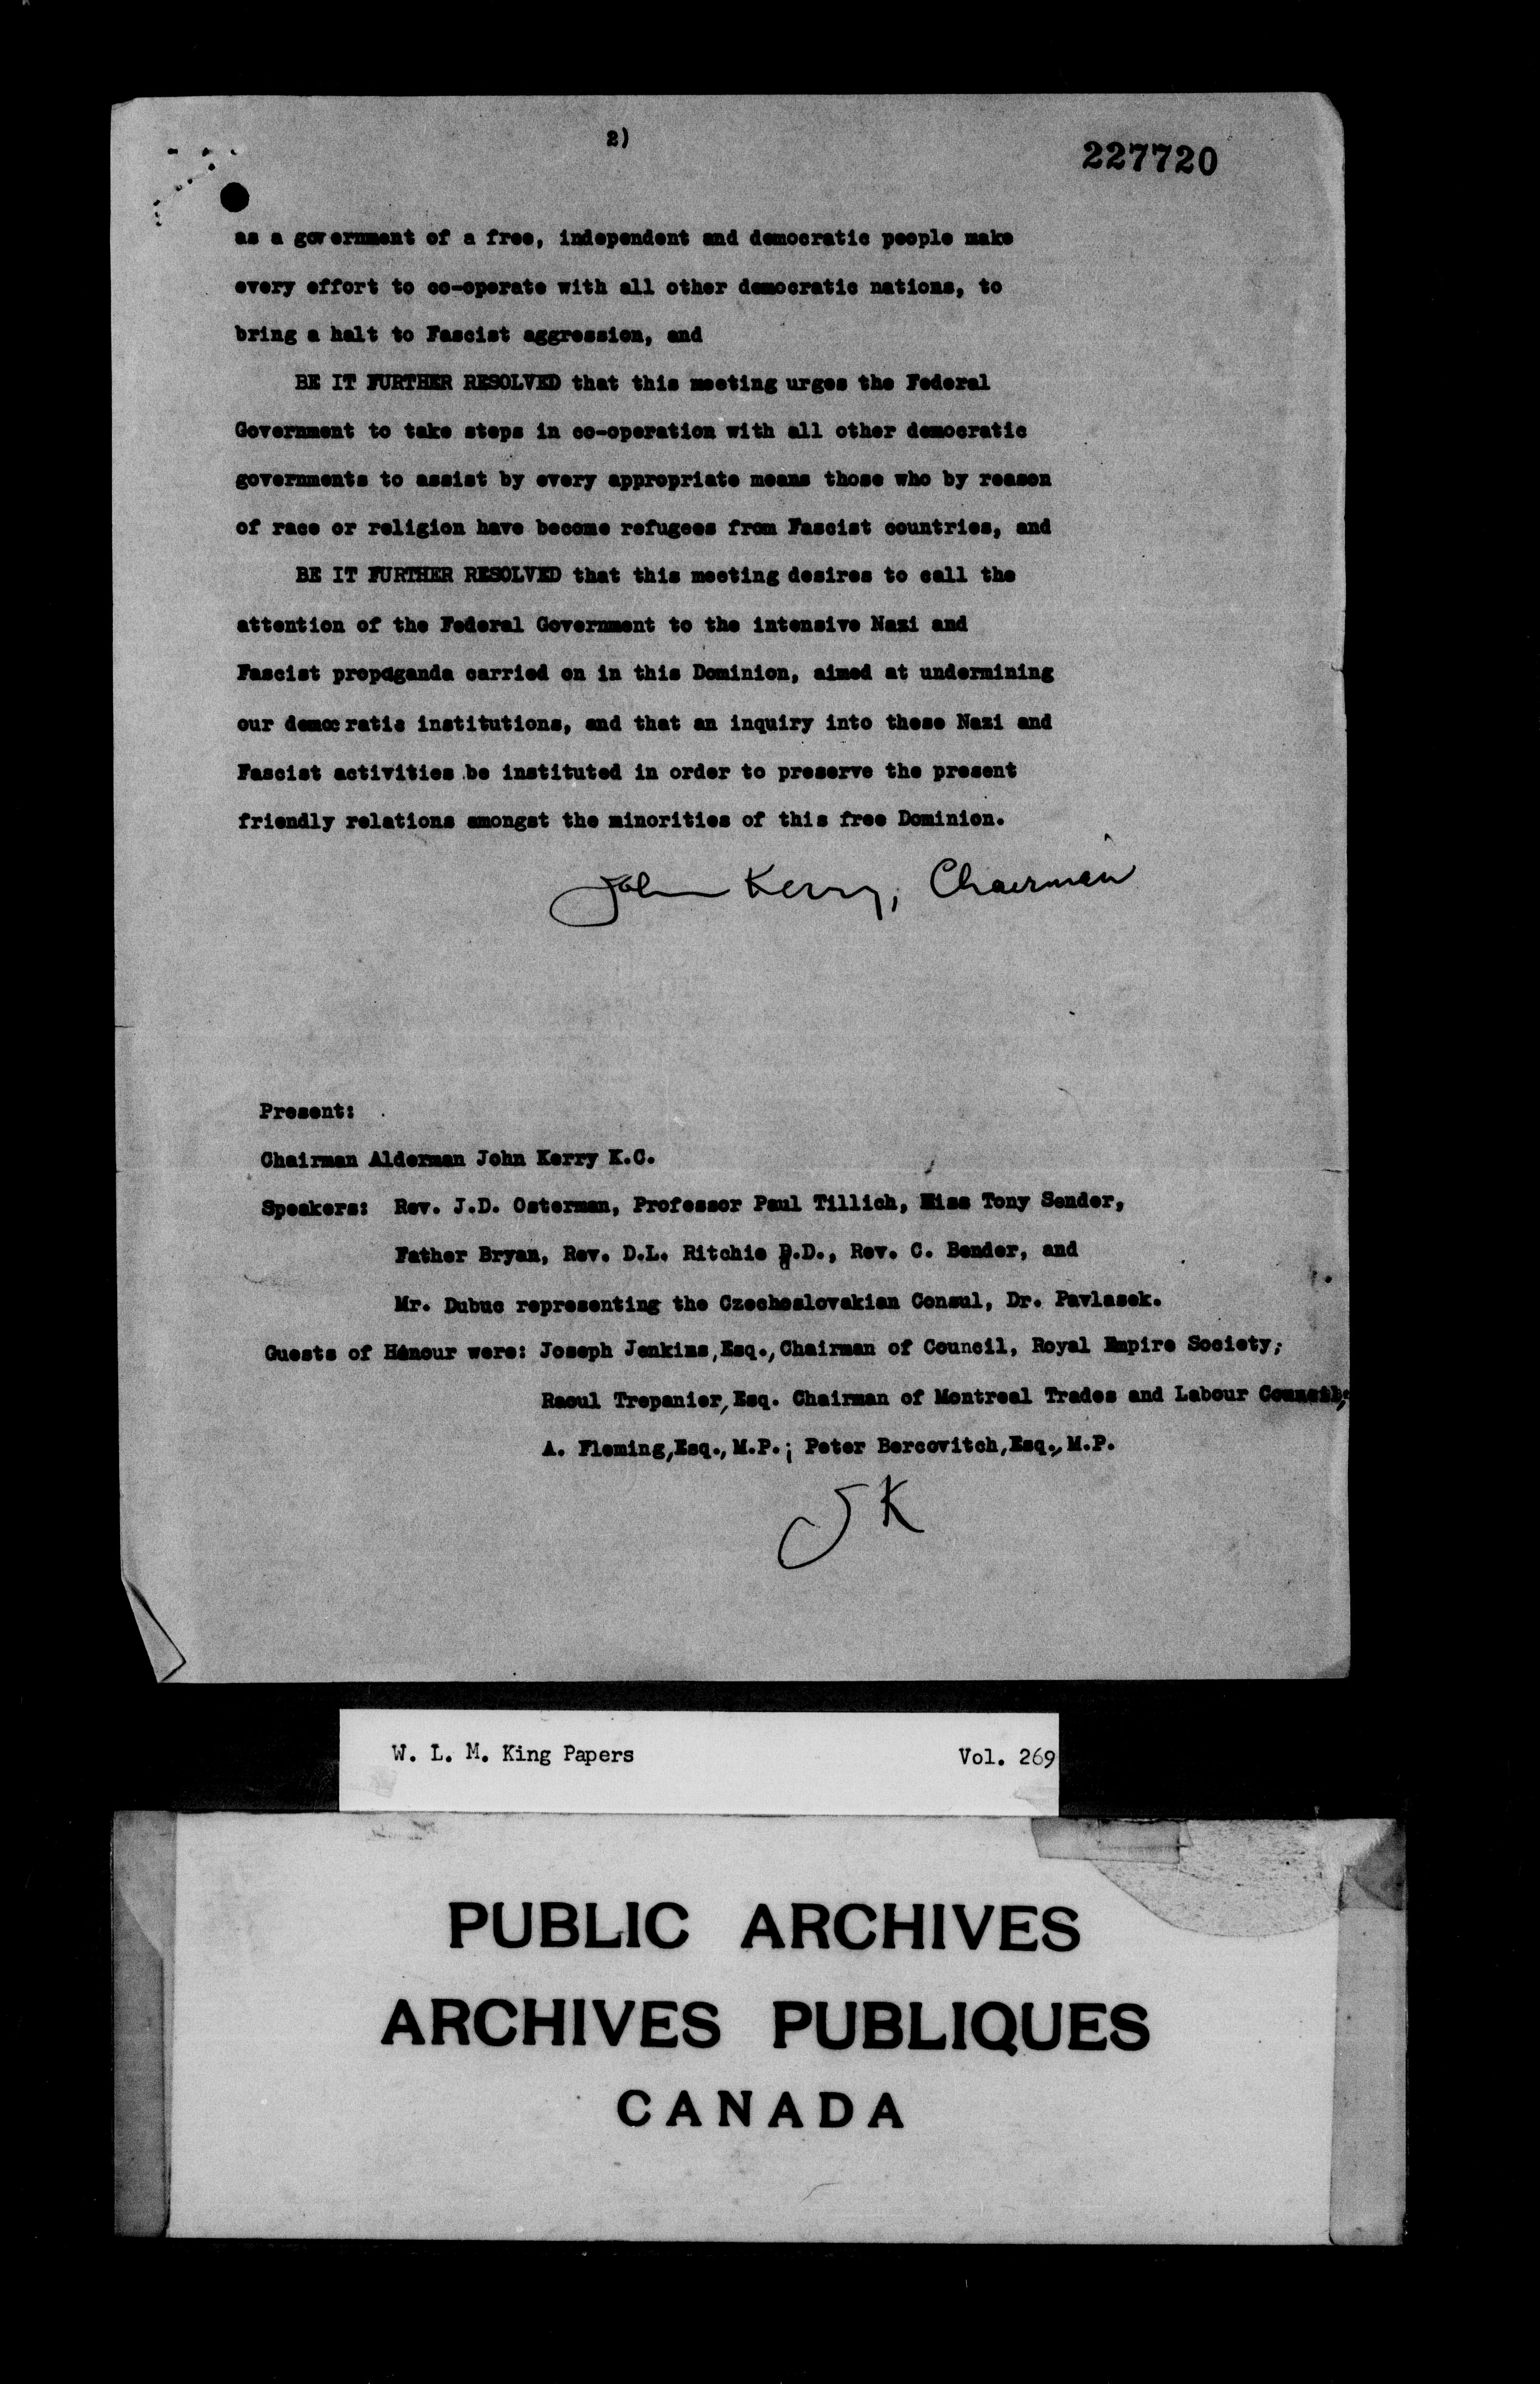 2)
227720
as a government of a free, independent and democratic people make
every effort to co-operate with all other democratic nations, to
bring a halt to Fascist aggression, and
BE IT FURTHER RESOLVED that this meeting urges the Federal
Government to take steps in co-operation with all other democratic
governments to assist by every appropriate means those who by reason
of race or religion have become refugees from Fascist countries, and
BE IT FURTHER RESOLVED that this meeting desires to call the
attention of the Federal Government to the intensive Nazi and
Fascist propaganda carried on in this Dominion, aimed at undermining
our democratic institutions, and that an inquiry into these Nazi and
Fascist activities be instituted in order to preserve the present
friendly relations amongst the minorities of this free Dominion.
John Kerry, Chairman
Present:
Chairman Alderman John Kerry K.C.
Speakers: Rev. J.D. Osterman, Professor Paul Tillich, Miss Tony Sender,
Father Bryan, Rev. D.L. Ritchie D.D., Rev. C. Bender, and
Mr. Dubuc representing the Czechoslovakian Consul, Dr. Pavlasek.
Guests of Honour were: Joseph Jenkins, Esq., Chairman of Council, Royal Empire Society;
Raoul Trepanier, Esq. Chairman of Montreal Trades and Labour Council;
A. Fleming, Esq., M.P.; Peter Bercovitch, Esq., M.P.
JK
W. L. M. King Papers Vol. 269
PUBLIC ARCHIVES
ARCHIVES PUBLIQUES
CANADA